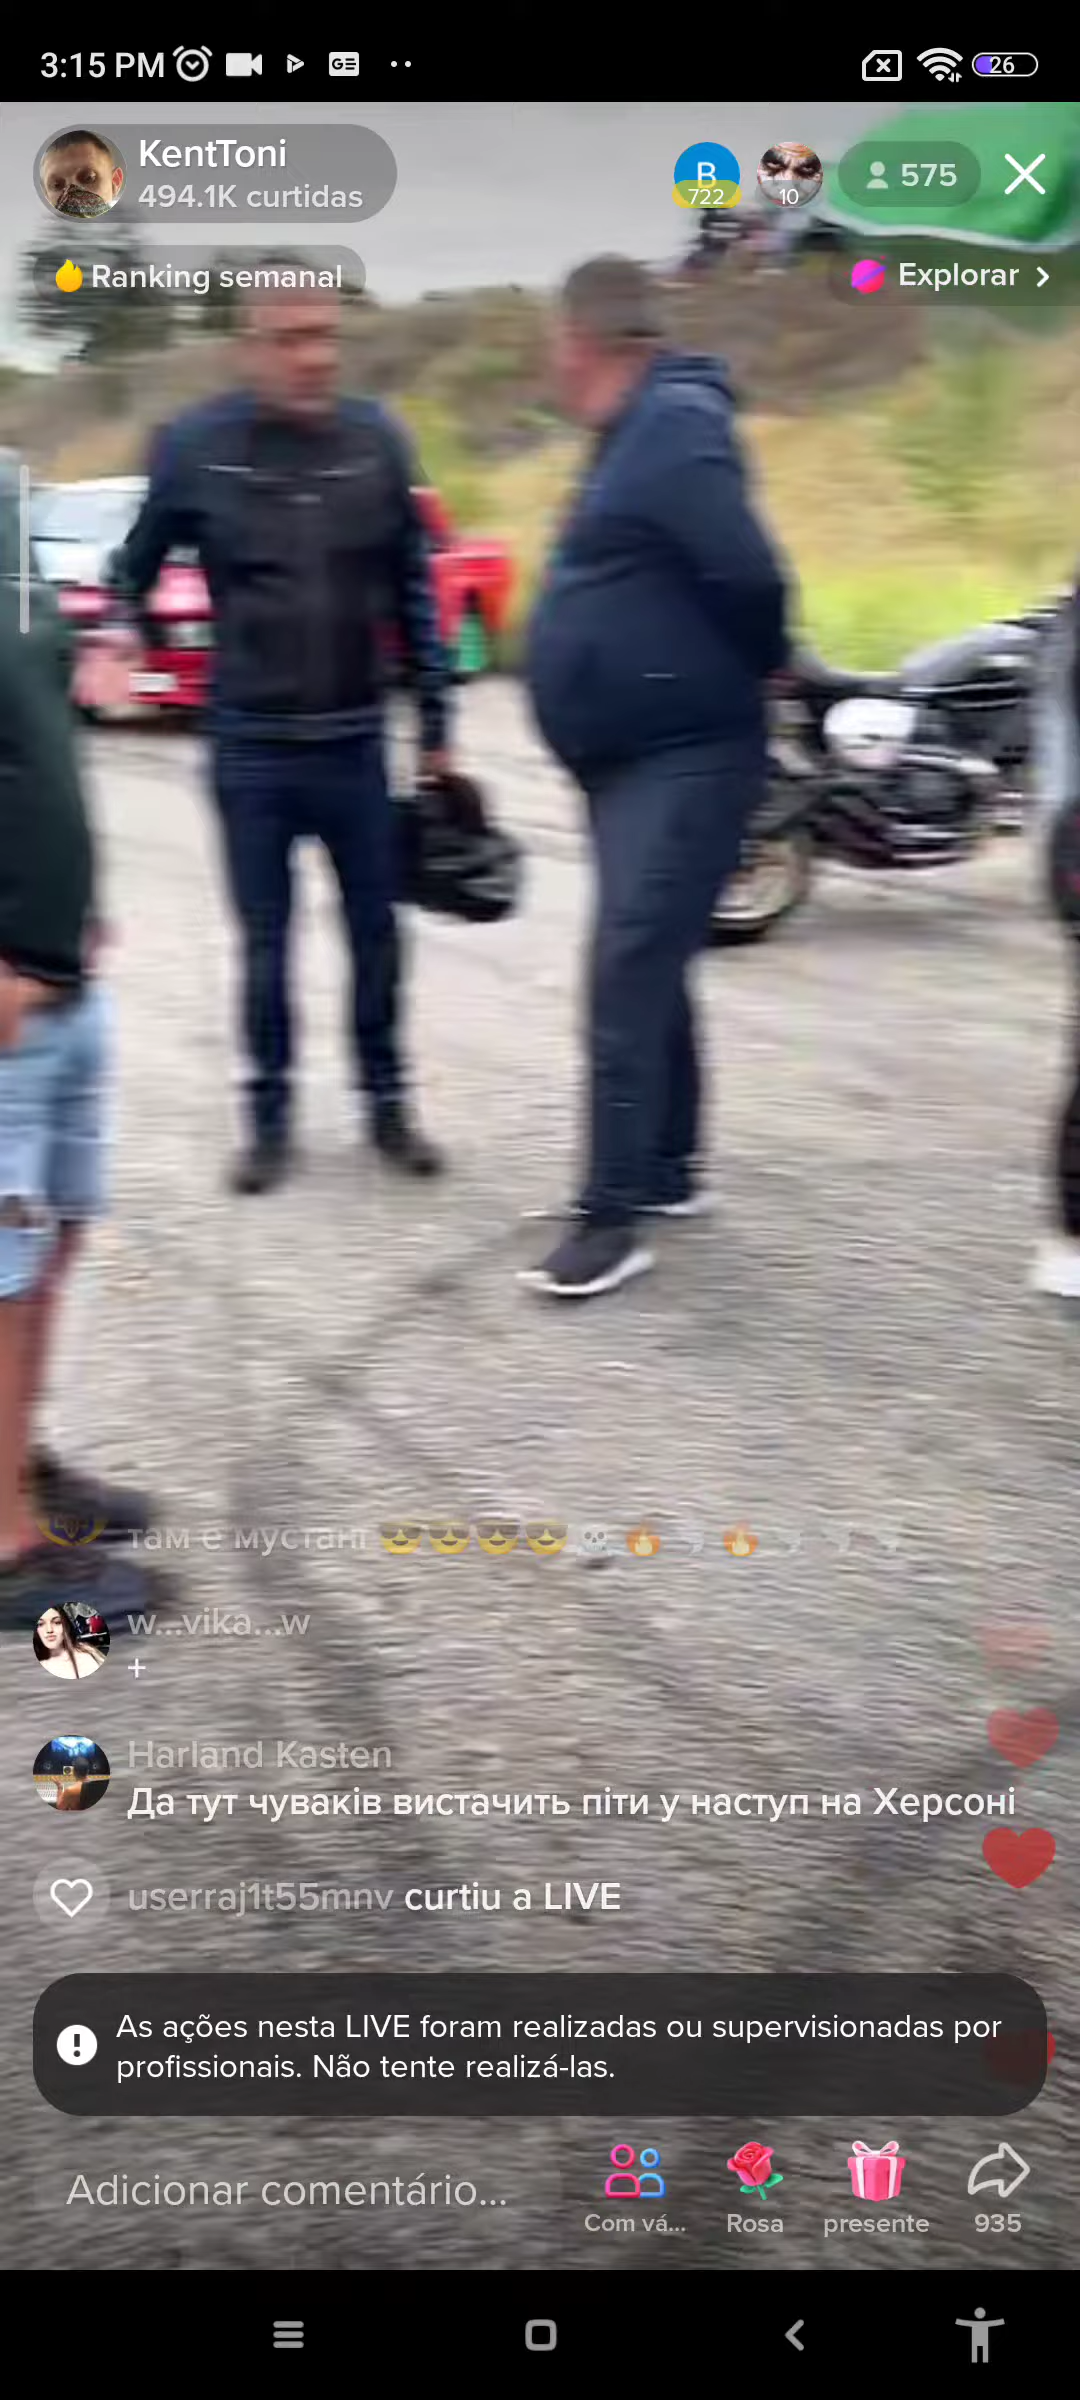 3:15 PM
26
KentToni
494.1K curtidas
B
722
10
575
Ranking semanal
Explorar
там є мустанг 😎😎😎😎💀🔥🔥
w...vika...w
+
Harland Kasten
Да тут чуваків вистачить піти у наступ на Херсоні
userraj1t55mnv curtiu a LIVE
As ações nesta LIVE foram realizadas ou supervisionadas por
profissionais. Não tente realizá-las.
Adicionar comentário...
Com vá...
Rosa
presente
935